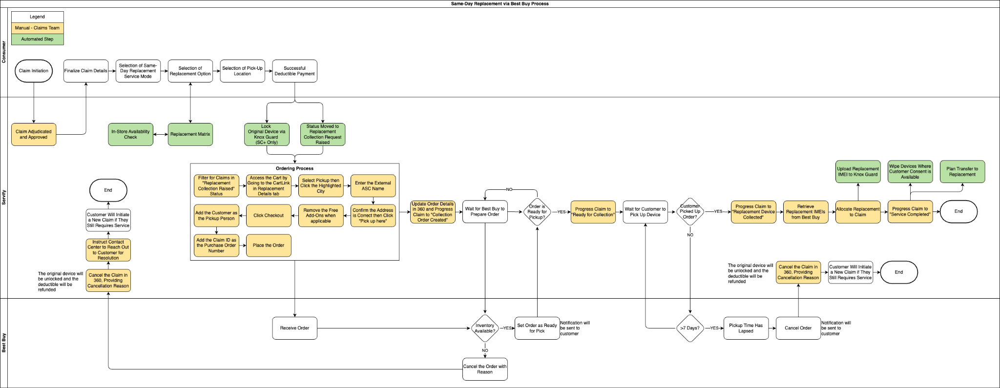 Same-Day Replacement via Best Buy Process
Consumer
Legend
Manual - Claims Team
Automated Step
Claim Initiation
Finalize Claim Details
Selection of Same-
Day Replacement
Service Mode
Selection of
Replacement Option
Selection of Pick-Up
Location
Successful
Deductible Payment
Servify
Claim Adjudicated
and Approved
In-Store Availability
Check
Replacement Matrix
Lock
Original Device via
Knox Guard
(SC+ Only)
Status Moved to
Replacement
Collection Request
Raised
Ordering Process
Filter for Claims in
"Replacement
Collection Raised"
Status
Access the Cart by
Going to the CartLink
in Replacement
Details tab
Select Pickup then
Click the Highlighted
City
Enter the External
ASC Name
Add the Customer as
the Pickup Person
Click Checkout
Remove the Free
Add-Ons when
applicable
Confirm the Address
is Correct then Click
"Pick up here"
Add the Claim ID as
the Purchase Order
Number
Place the Order
Update Order Details
in 360 and Progress
Claim to "Collection
Order Created"
Wait for Best Buy to
Prepare Order
NO
Order is
Ready for
Pickup?
YES
Progress Claim to
"Ready for Collection"
Wait for Customer to
Pick Up Device
Customer
Picked Up
Order?
YES
NO
Progress Claim to
"Replacement Device
Collected"
Retrieve
Replacement IMEIs
from Best Buy
Allocate Replacement
to Claim
Progress Claim to
"Service Completed"
End
Upload Replacement
IMEI to Knox Guard
Wipe Devices Where
Customer Consent is
Available
Plan Transfer to
Replacement
End
Customer Will Initiate
a New Claim if They
Still Requires Service
Instruct Contact
Center to Reach Out
to Customer for
Resolution
The original device will
be unlocked and the
deductible will be
refunded
Cancel the Claim in
360, Providing
Cancellation Reason
The original device will
be unlocked and the
deductible will be
refunded
Cancel the Claim in
360, Providing
Cancellation Reason
Customer Will Initiate
a New Claim if They
Still Requires Service
End
Best Buy
Receive Order
Inventory
Available?
YES
Set Order as Ready
for Pick
Notification will
be sent to
customer
NO
Cancel the Order with
Reason
>7 Days?
YES
Pickup Time Has
Lapsed
Cancel Order
Notification will
be sent to
customer